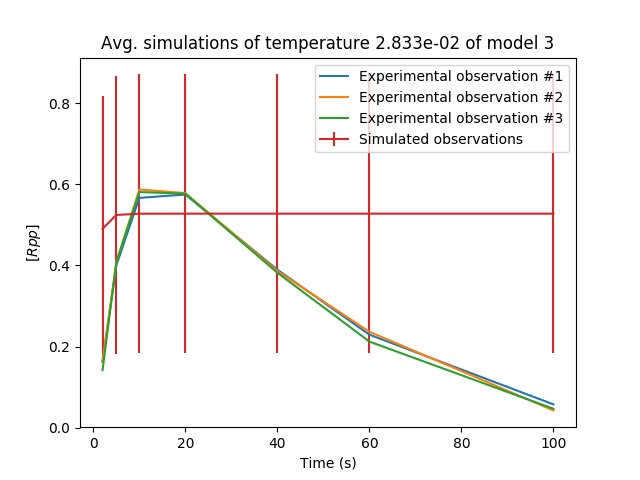 Avg. simulations of temperature 2.833e-02 of model 3
Experimental observation #1
Experimental observation #2
Experimental observation #3
Simulated observations
[Rpp]
0.8
0.6
0.4
0.2
0.0
0 20 40 60 80 100
Time (s)